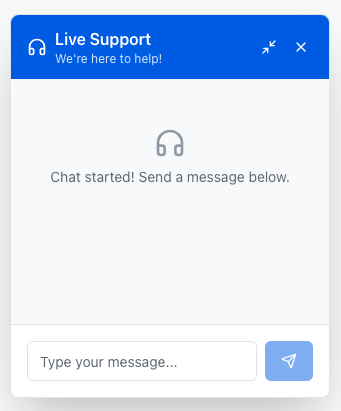 Live Support
We're here to help!
Chat started! Send a message below.
Type your message...